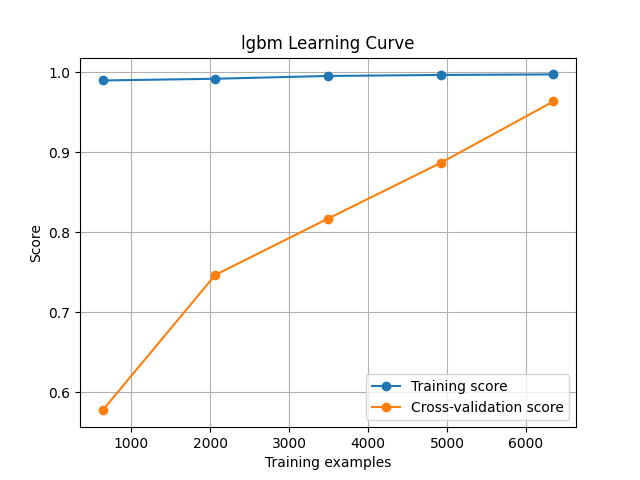 lgbm Learning Curve
1.0
0.9
0.8
0.7
0.6
Score
Training score
Cross-validation score
1000 2000 3000 4000 5000 6000
Training examples